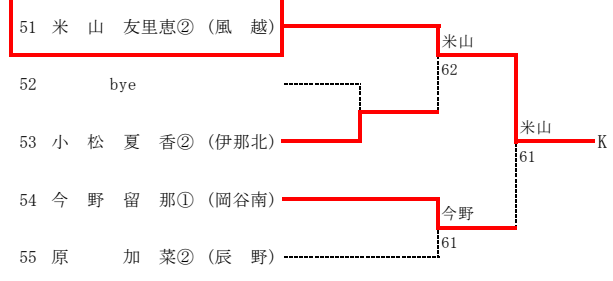 51 米 山 友里恵② (風 越)
米山
62
52 bye
米山
K
61
53 小 松 夏 香② (伊那北)
54 今 野 留 那① (岡谷南)
今野
61
55 原 加 菜② (辰 野)